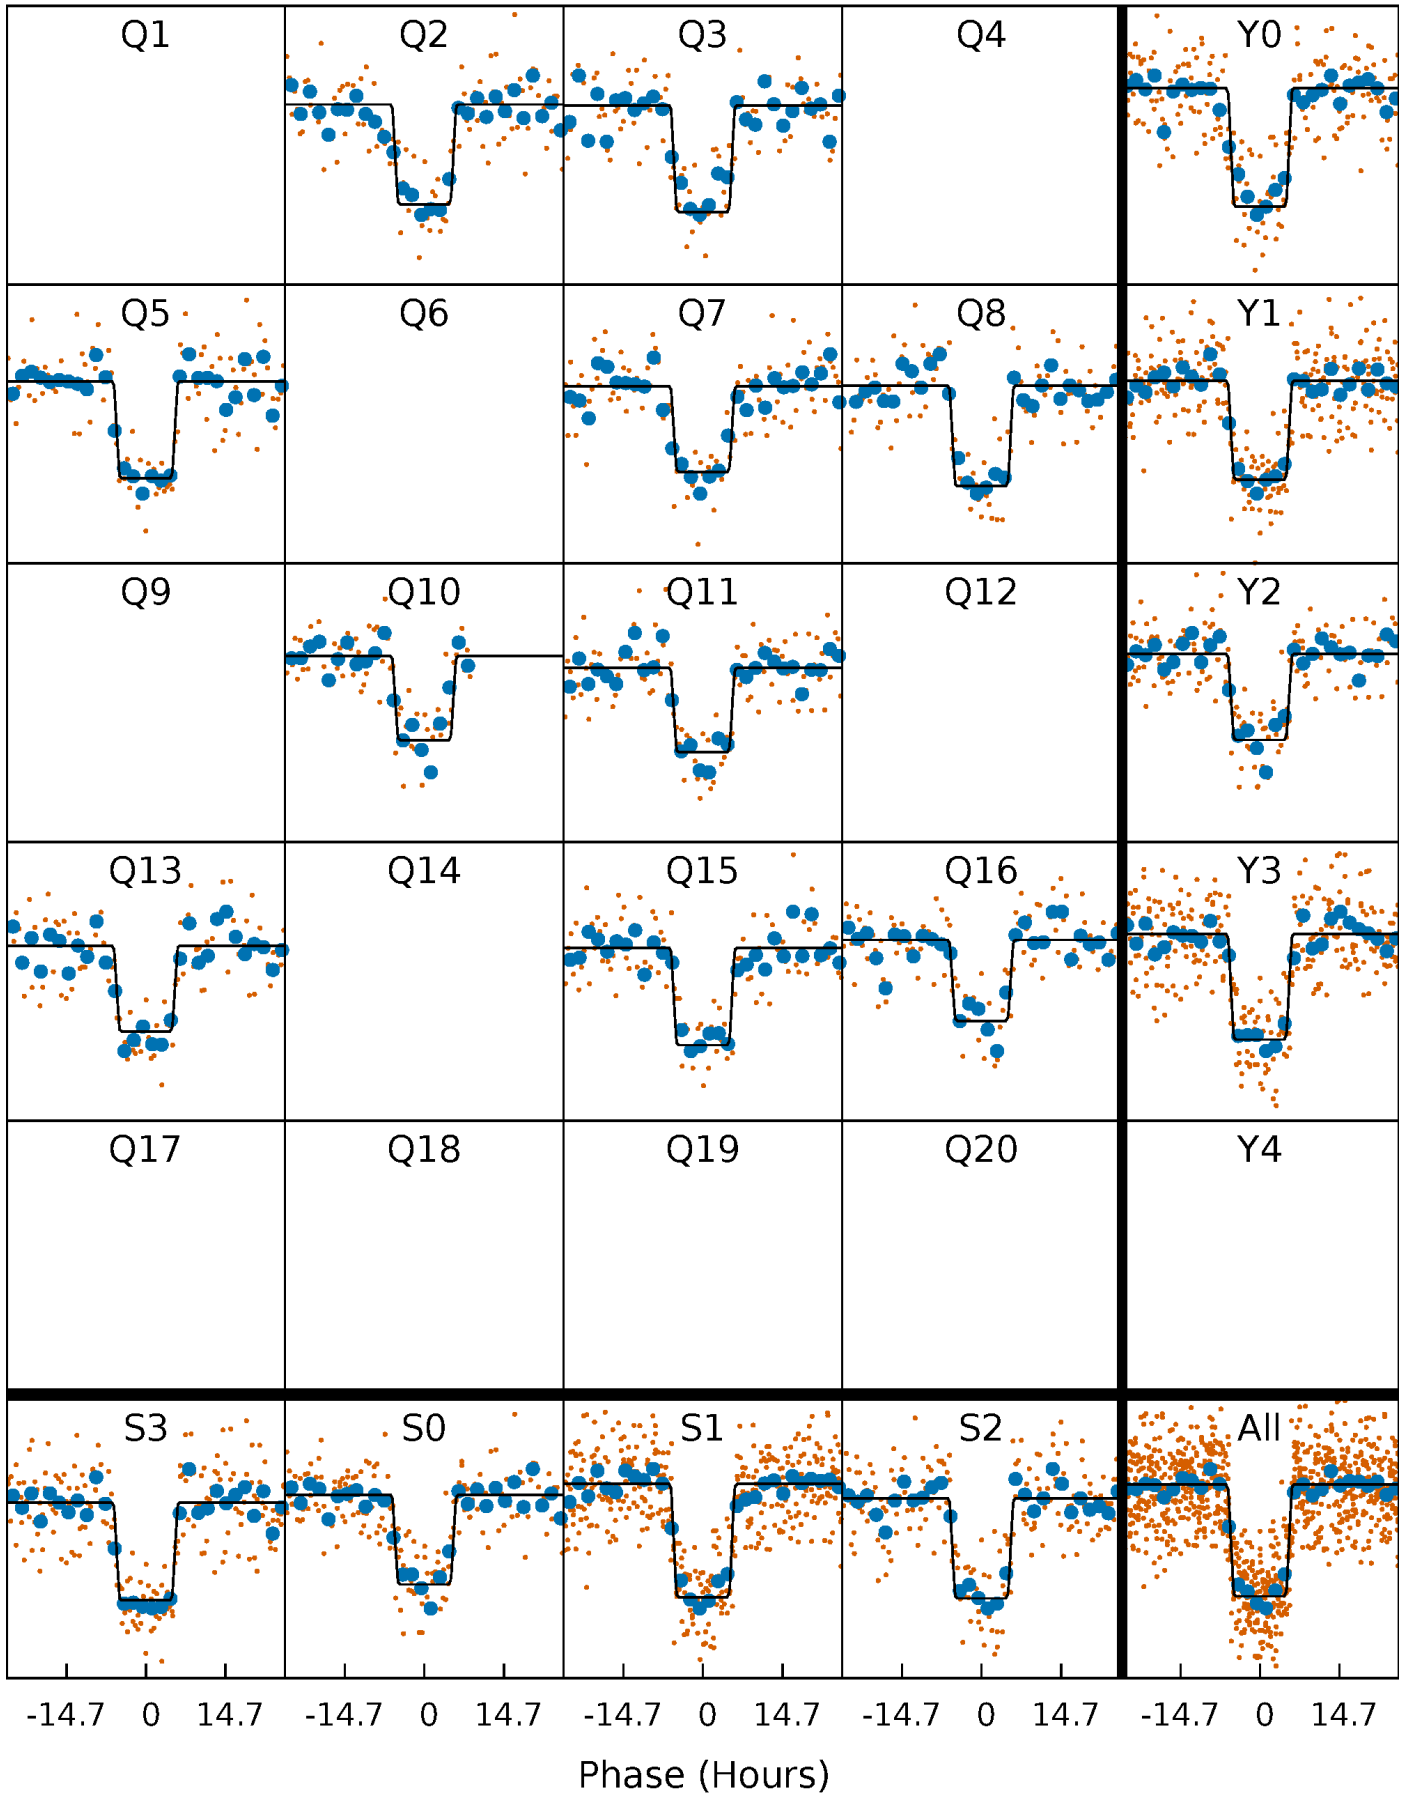 Q1 Q2 Q3 Q4 Y0
Q5 Q6 Q7 Q8 Y1
Q9 Q10 Q11 Q12 Y2
Q13 Q14 Q15 Q16 Y3
Q17 Q18 Q19 Q20 Y4
S3 S0 S1 S2 All
-14.7 0 14.7 -14.7 0 14.7 -14.7 0 14.7 -14.7 0 14.7 -14.7 0 14.7
Phase (Hours)